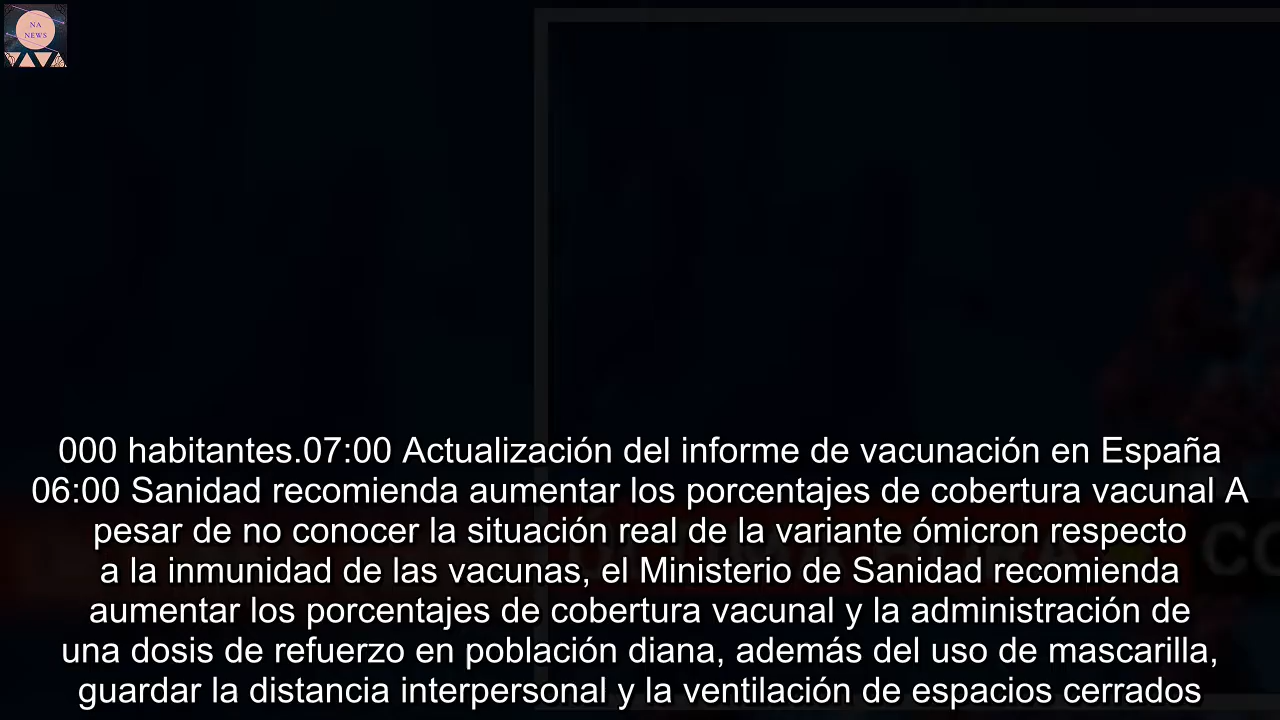 NA
NEWS
000 habitantes.07:00 Actualización del informe de vacunación en España
06:00 Sanidad recomienda aumentar los porcentajes de cobertura vacunal A
pesar de no conocer la situación real de la variante ómicron respecto
a la inmunidad de las vacunas, el Ministerio de Sanidad recomienda
aumentar los porcentajes de cobertura vacunal y la administración de
una dosis de refuerzo en población diana, además del uso de mascarilla,
guardar la distancia interpersonal y la ventilación de espacios cerrados